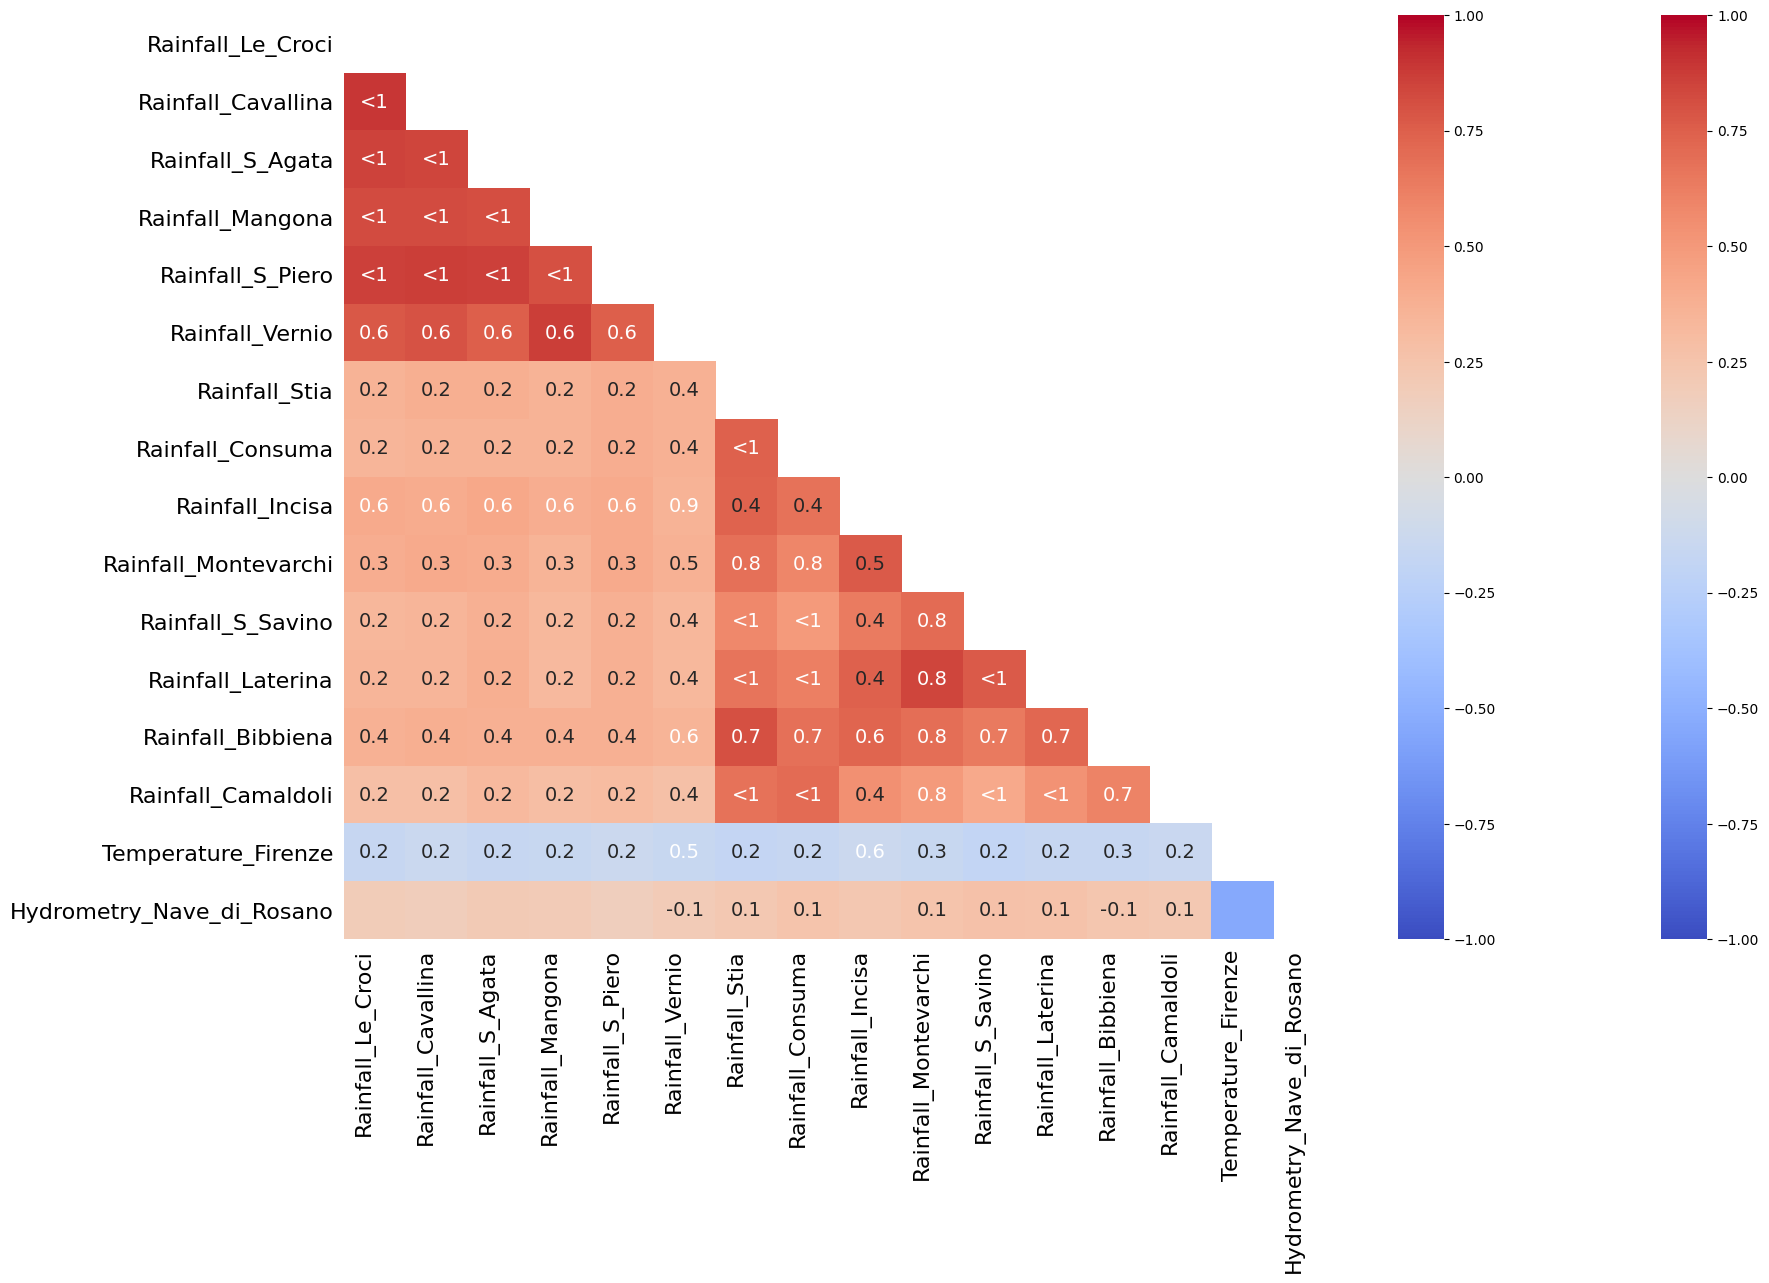 Rainfall_Le_Croci
Rainfall_Cavallina <1
Rainfall_S_Agata <1 <1
Rainfall_Mangona <1 <1 <1
Rainfall_S_Piero <1 <1 <1 <1
Rainfall_Vernio 0.6 0.6 0.6 0.6 0.6
Rainfall_Stia 0.2 0.2 0.2 0.2 0.2 0.4
Rainfall_Consuma 0.2 0.2 0.2 0.2 0.2 0.4 <1
Rainfall_Incisa 0.6 0.6 0.6 0.6 0.6 0.9 0.4 0.4
Rainfall_Montevarchi 0.3 0.3 0.3 0.3 0.3 0.5 0.8 0.8 0.5
Rainfall_S_Savino 0.2 0.2 0.2 0.2 0.2 0.4 <1 <1 0.4 0.8
Rainfall_Laterina 0.2 0.2 0.2 0.2 0.2 0.4 <1 <1 0.4 0.8 <1
Rainfall_Bibbiena 0.4 0.4 0.4 0.4 0.4 0.6 0.7 0.7 0.6 0.8 0.7 0.7
Rainfall_Camaldoli 0.2 0.2 0.2 0.2 0.2 0.4 <1 <1 0.4 0.8 <1 <1 0.7
Temperature_Firenze 0.2 0.2 0.2 0.2 0.2 0.5 0.2 0.2 0.6 0.3 0.2 0.2 0.3 0.2
Hydrometry_Nave_di_Rosano -0.1 0.1 0.1 0.1 0.1 0.1 -0.1 0.1
Rainfall_Le_Croci
Rainfall_Cavallina
Rainfall_S_Agata
Rainfall_Mangona
Rainfall_S_Piero
Rainfall_Vernio
Rainfall_Stia
Rainfall_Consuma
Rainfall_Incisa
Rainfall_Montevarchi
Rainfall_S_Savino
Rainfall_Laterina
Rainfall_Bibbiena
Rainfall_Camaldoli
Temperature_Firenze
Hydrometry_Nave_di_Rosano
1.00
0.75
0.50
0.25
0.00
−0.25
−0.50
−0.75
−1.00
1.00
0.75
0.50
0.25
0.00
−0.25
−0.50
−0.75
−1.00